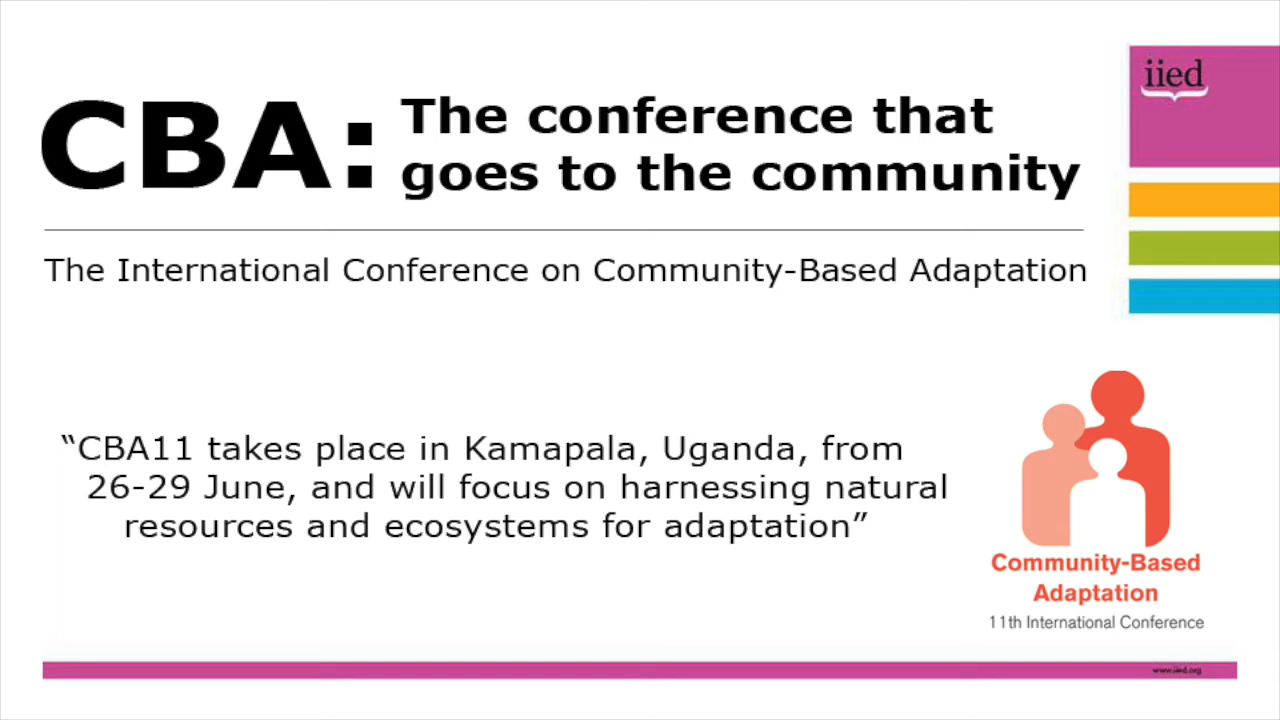 CBA: The conference that
goes to the community
iied
The International Conference on Community-Based Adaptation
“CBA11 takes place in Kamapala, Uganda, from
26-29 June, and will focus on harnessing natural
resources and ecosystems for adaptation”
Community-Based
Adaptation
11th International Conference
www.iied.org